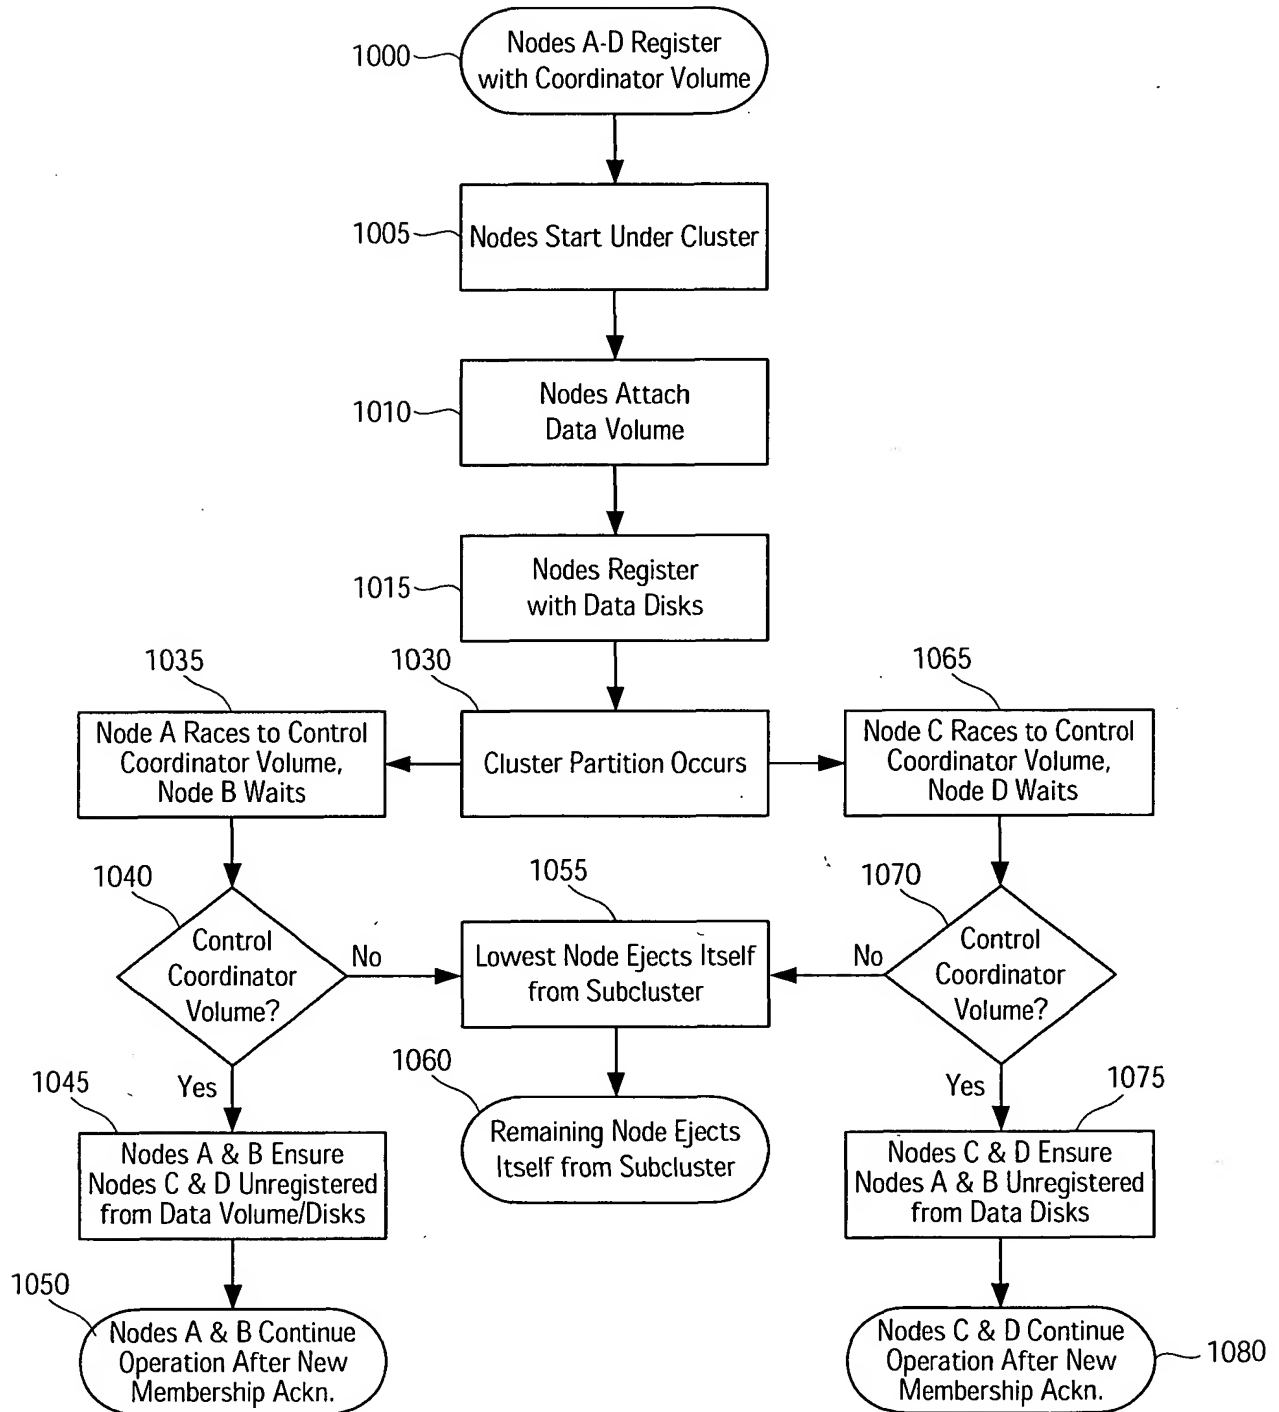 Nodes A-D Register
with Coordinator Volume
1000
1005
Nodes Start Under Cluster
Nodes Attach
Data Volume
1010
Nodes Register
with Data Disks
1015
1035
1030
1065
Node A Races to Control
Coordinator Volume,
Node B Waits
Cluster Partition Occurs
Node C Races to Control
Coordinator Volume,
Node D Waits
1040
1055
1070
Control
Coordinator
Volume?
No
Lowest Node Ejects Itself
from Subcluster
No
Control
Coordinator
Volume?
1045
Yes
1060
Yes
1075
Nodes A & B Ensure
Nodes C & D Unregistered
from Data Volume/Disks
Remaining Node Ejects
Itself from Subcluster
Nodes C & D Ensure
Nodes A & B Unregistered
from Data Disks
1050
Nodes A & B Continue
Operation After New
Membership Ackn.
Nodes C & D Continue
Operation After New
Membership Ackn.
1080